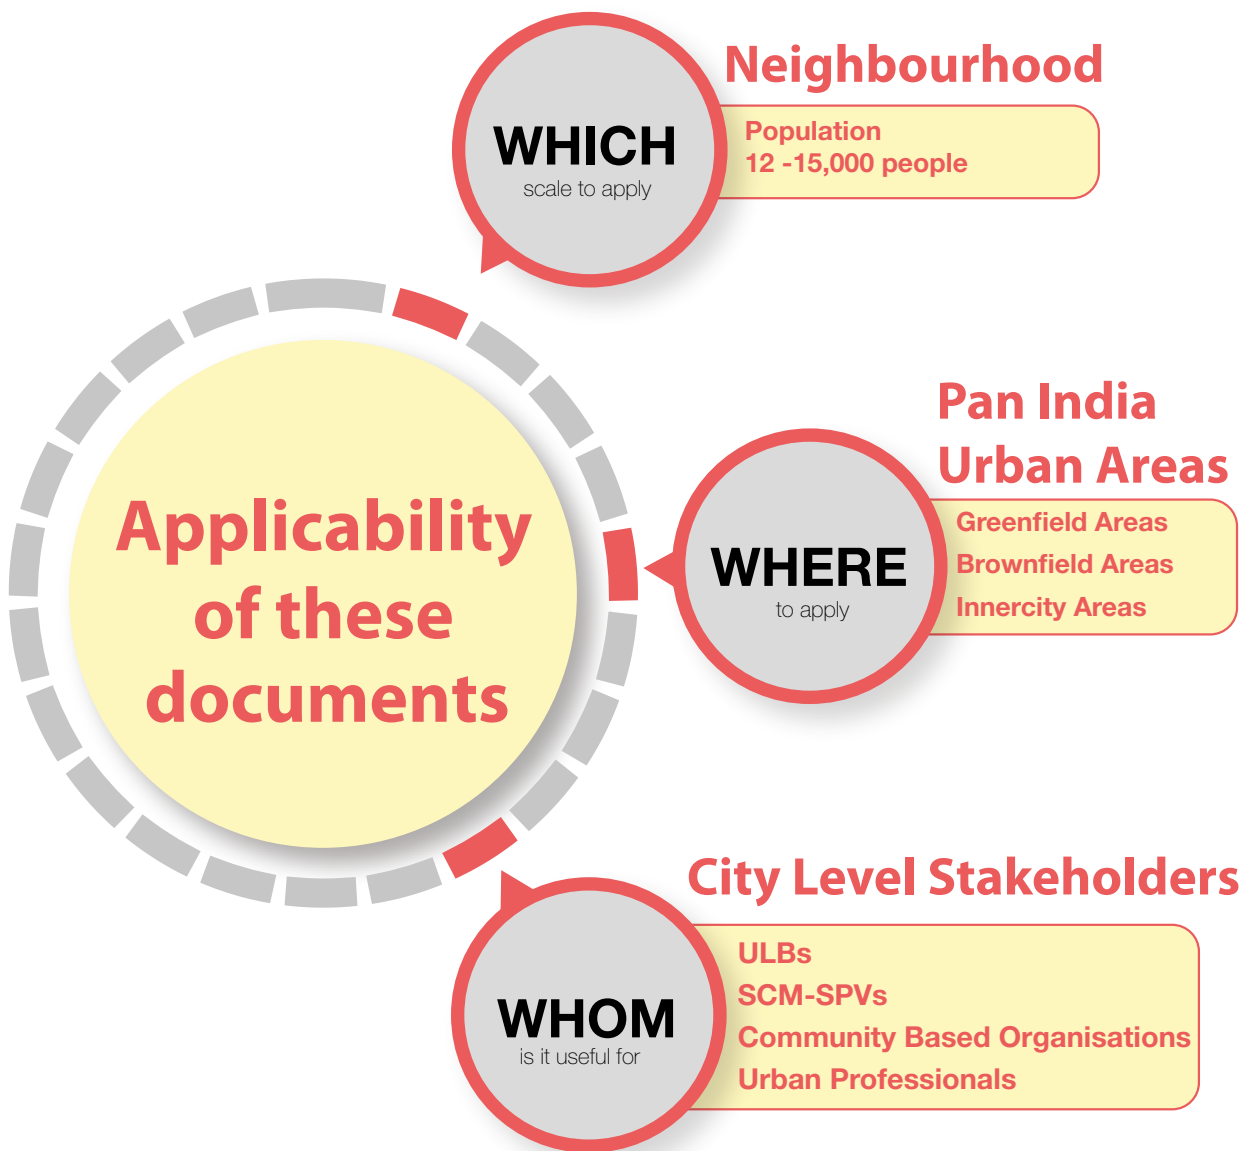 Neighbourhood
WHICH
scale to apply
Population
12 -15,000 people
Applicability
of these
documents
Pan India
Urban Areas
WHERE
to apply
Greenfield Areas
Brownfield Areas
Innercity Areas
City Level Stakeholders
WHOM
is it useful for
ULBs
SCM-SPVs
Community Based Organisations
Urban Professionals